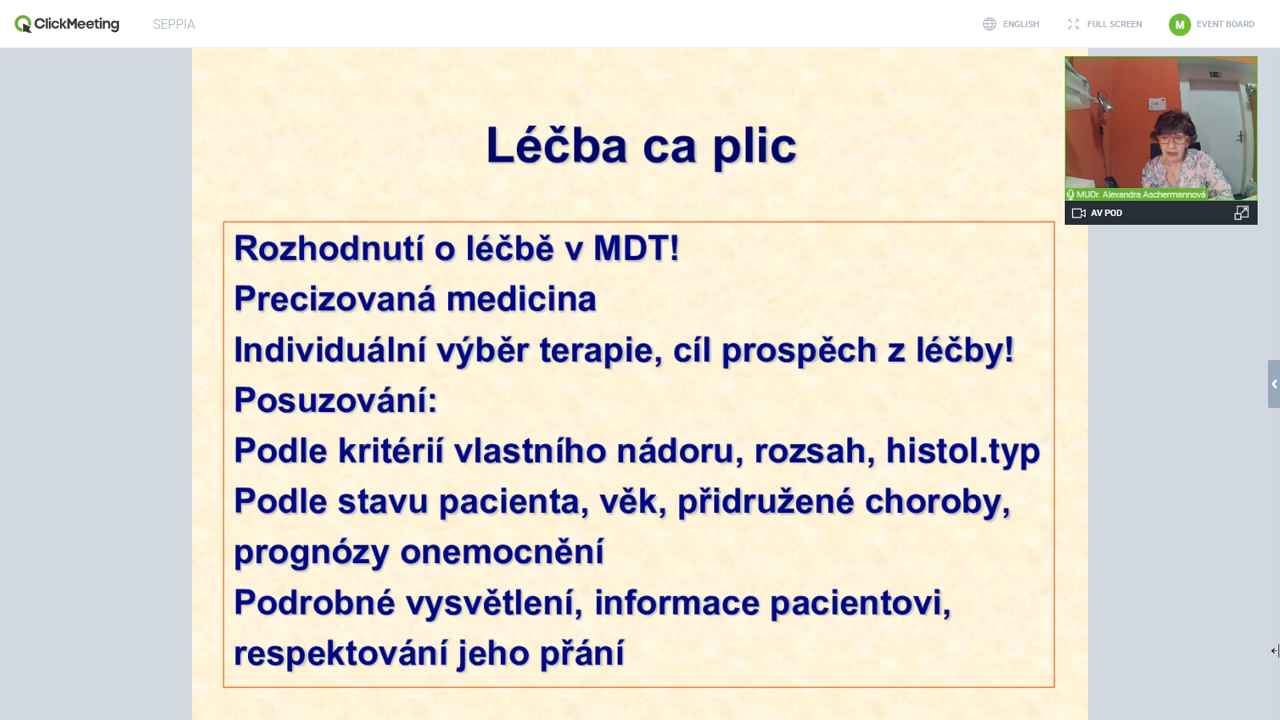 ClickMeeting
SEPPIA
ENGLISH
FULL SCREEN
M
EVENT BOARD
Léčba ca plic
MUDr. Alexandra Aschermannová
AV POD
Rozhodnutí o léčbě v MDT!
Precizovaná medicina
Individuální výběr terapie, cíl prospěch z léčby!
Posuzování:
Podle kritérií vlastního nádoru, rozsah, histol.typ
Podle stavu pacienta, věk, přidružené choroby,
prognózy onemocnění
Podrobné vysvětlení, informace pacientovi,
respektování jeho přání